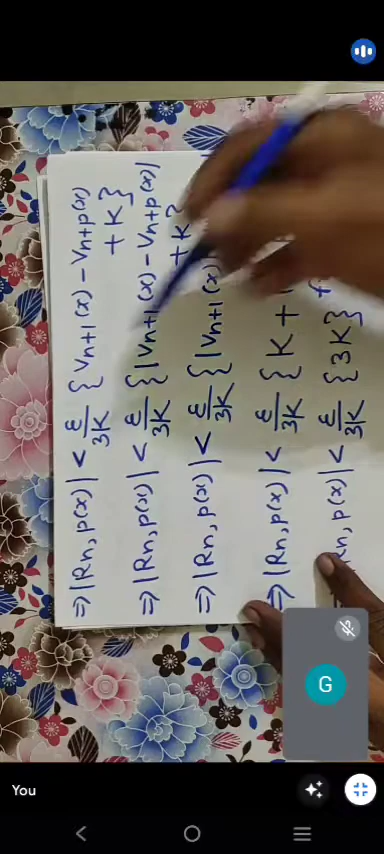 ⇒ |Rn, p(x)| < ε/3K { Vn+1(x) - Vn+p(x)
+ K }
⇒ |Rn, p(x)| < ε/3K { |Vn+1(x) - Vn+p(x)|
+ K }
⇒ |Rn, p(x)| < ε/3K { |Vn+1(x)
⇒ |Rn, p(x)| < ε/3K { K +
Rn, p(x)| < ε/3K { 3K }
G
You